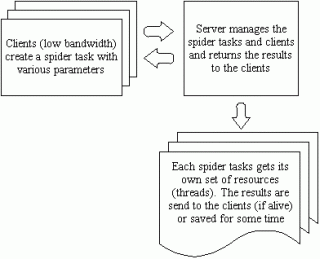 Clients (low bandwidth)
create a spider task with
various parameters
Server manages the
spider tasks and clients
and returns the results
to the clients
Each spider tasks gets its
own set of resources
(threads). The results are
send to the clients (if alive)
or saved for some time